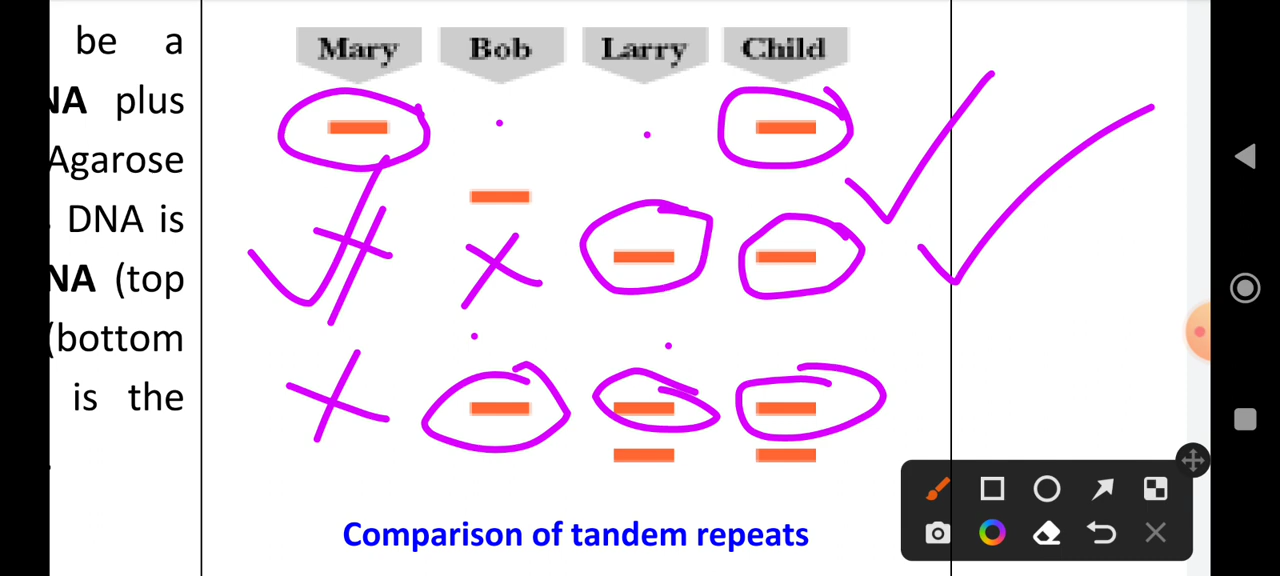 be a
Mary Bob Larry Child
NA plus
Agarose
. DNA is
NA (top
(bottom
is the
.
Comparison of tandem repeats